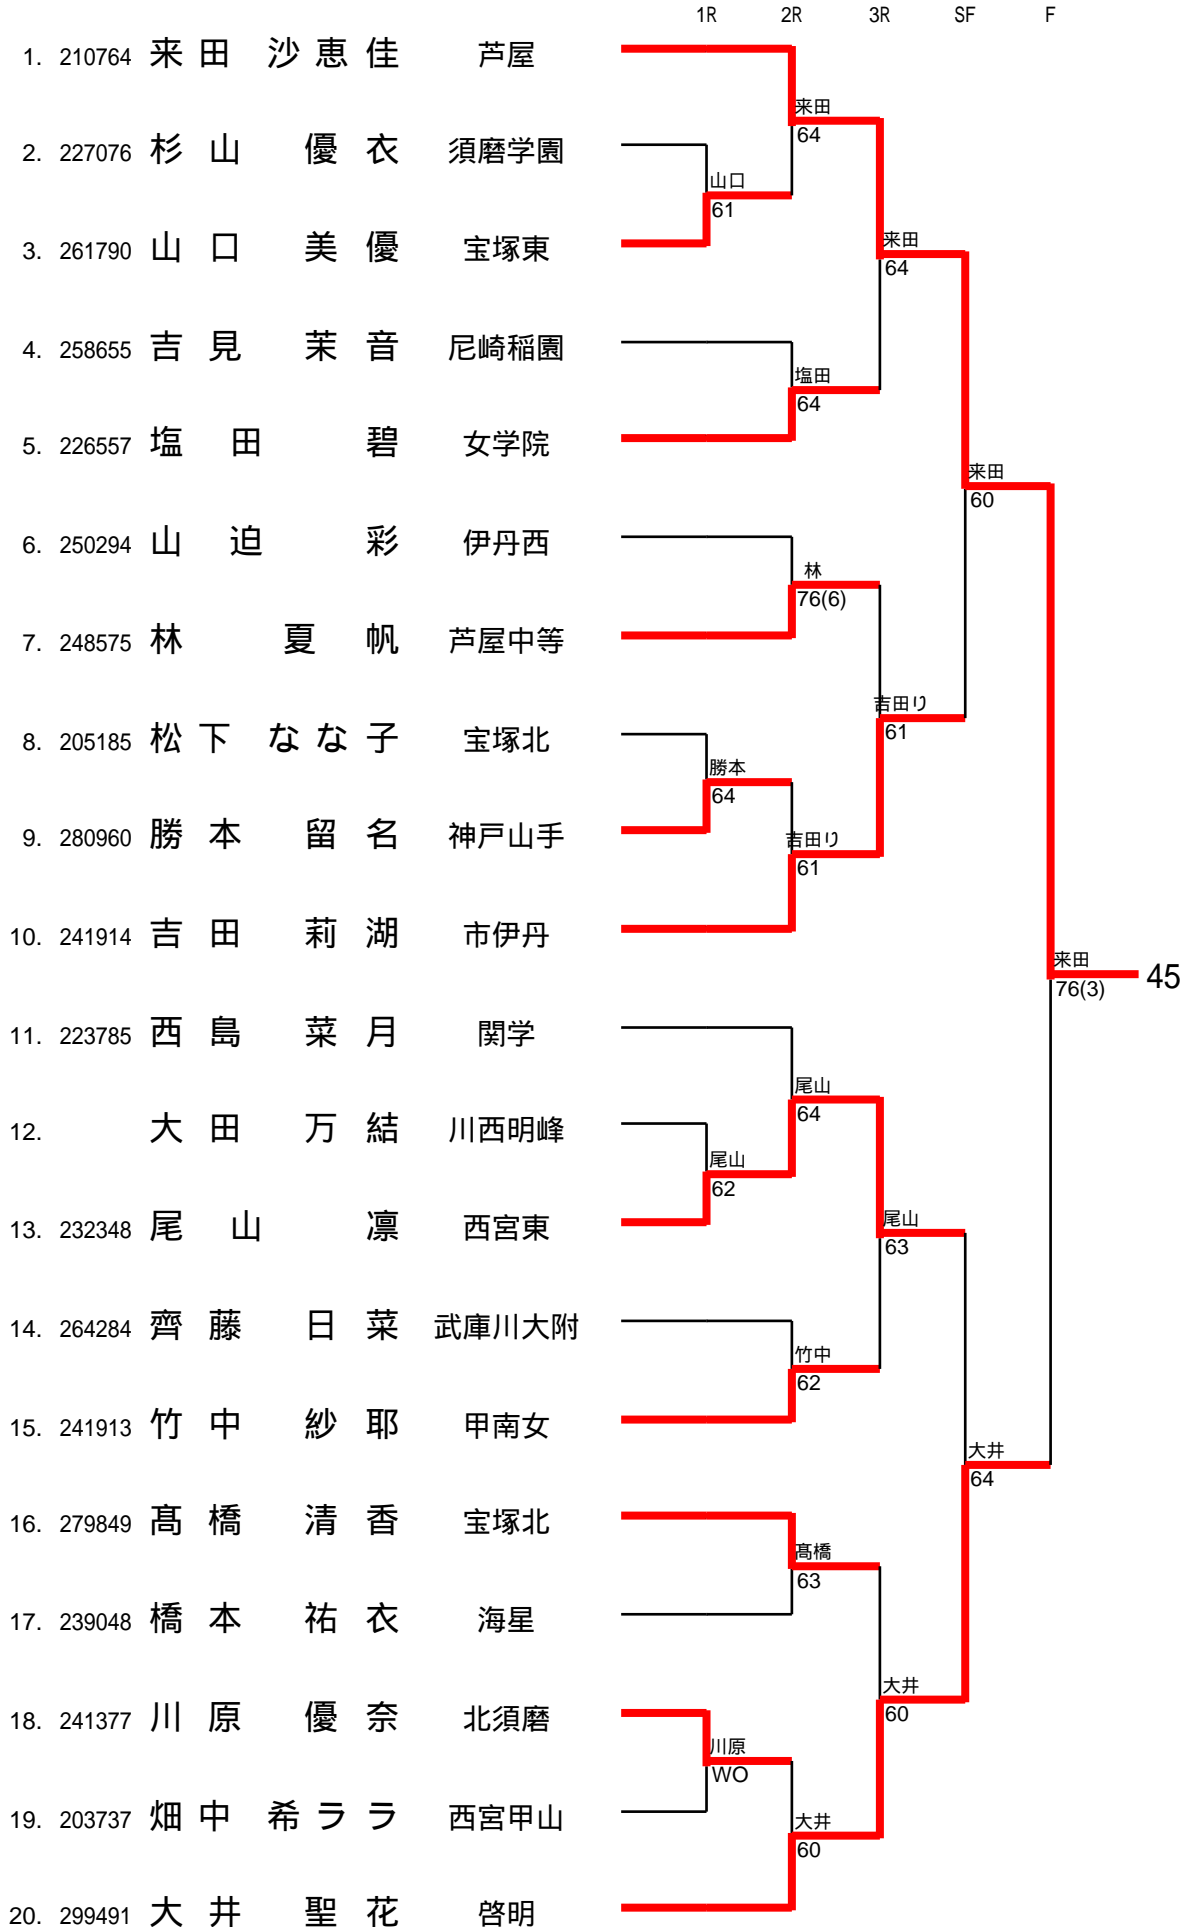 1R 2R 3R SF F
1. 210764 来田 沙恵佳 芦屋
来田
64
2. 227076 杉山 優衣 須磨学園
山口
61
3. 261790 山口 美優 宝塚東
来田
64
4. 258655 吉見 茉音 尼崎稲園
塩田
64
5. 226557 塩田 碧 女学院
来田
60
6. 250294 山迫 彩 伊丹西
林
76(6)
7. 248575 林 夏帆 芦屋中等
吉田り
61
8. 205185 松下 なな子 宝塚北
勝本
64
9. 280960 勝本 留名 神戸山手
吉田り
61
10. 241914 吉田 莉湖 市伊丹
来田
76(3)
45
11. 223785 西島 菜月 関学
尾山
64
12. 大田 万結 川西明峰
尾山
62
13. 232348 尾山 凛 西宮東
尾山
63
14. 264284 齊藤 日菜 武庫川大附
竹中
62
15. 241913 竹中 紗耶 甲南女
大井
64
16. 279849 髙橋 清香 宝塚北
髙橋
63
17. 239048 橋本 祐衣 海星
大井
60
18. 241377 川原 優奈 北須磨
川原
WO
19. 203737 畑中 希ララ 西宮甲山
大井
60
20. 299491 大井 聖花 啓明